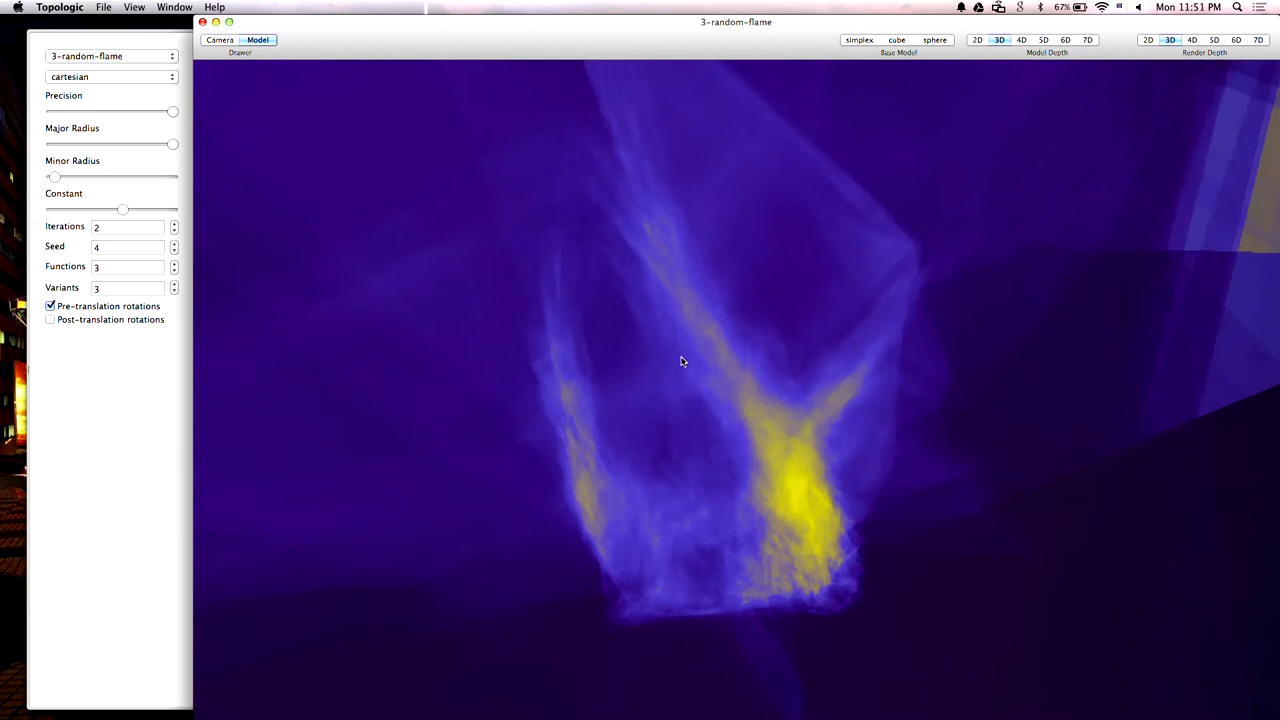 Topologic File View Window Help 67% Mon 11:51 PM
3-random-flame
Camera Model simplex cube sphere 2D 3D 4D 5D 6D 7D 2D 3D 4D 5D 6D 7D
Drawer Base Model Model Depth Render Depth
3-random-flame
cartesian
Precision
Major Radius
Minor Radius
Constant
Iterations 2
Seed 4
Functions 3
Variants 3
Pre-translation rotations
Post-translation rotations